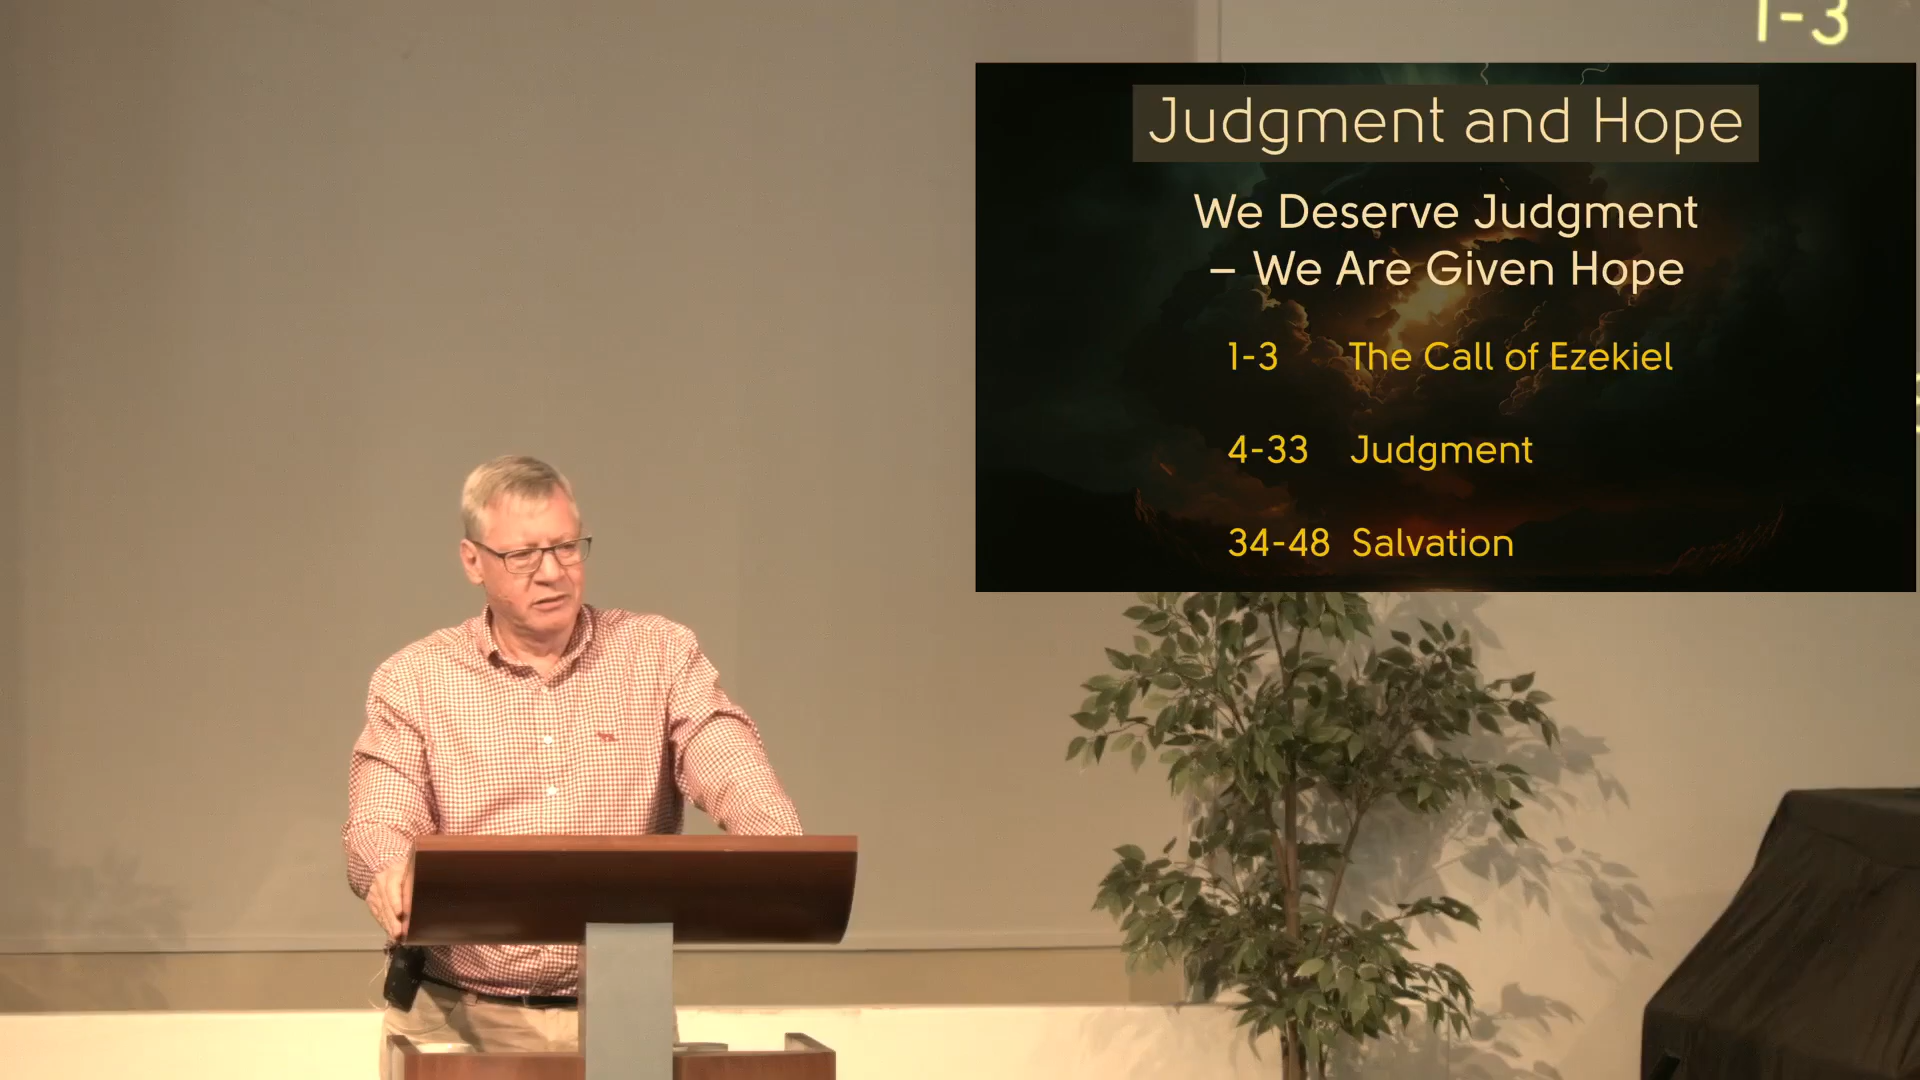 1-3
Judgment and Hope
We Deserve Judgment
– We Are Given Hope
1-3 The Call of Ezekiel
4-33 Judgment
34-48 Salvation